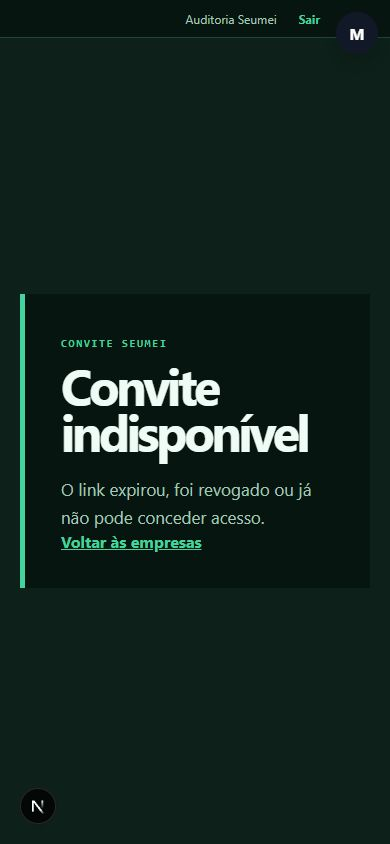 Auditoria Seumei Sair M
CONVITE SEUMEI
Convite
indisponível
O link expirou, foi revogado ou já
não pode conceder acesso.
Voltar às empresas
N